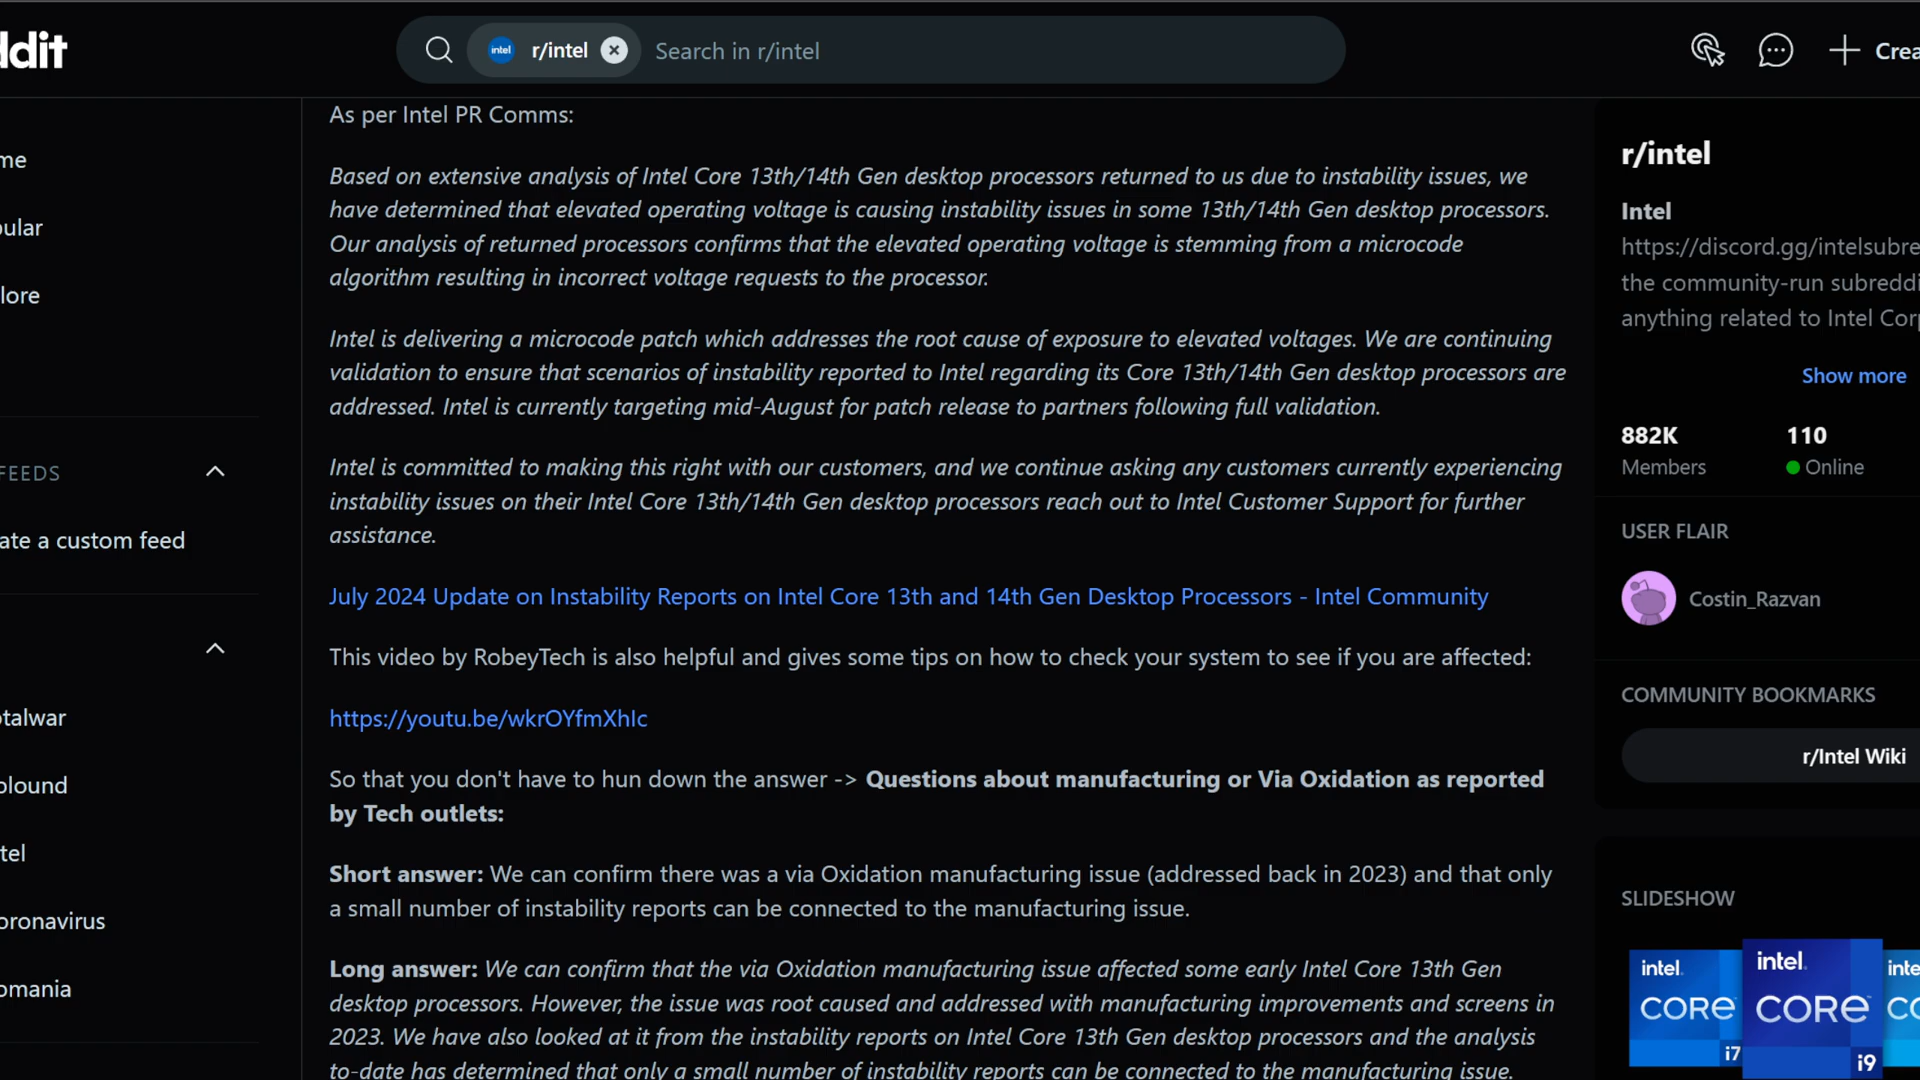 ddit
r/intel
Search in r/intel
Crea
me
ular
lore
FEEDS
ate a custom feed
otalwar
olound
tel
oronavirus
omania
As per Intel PR Comms:
Based on extensive analysis of Intel Core 13th/14th Gen desktop processors returned to us due to instability issues, we
have determined that elevated operating voltage is causing instability issues in some 13th/14th Gen desktop processors.
Our analysis of returned processors confirms that the elevated operating voltage is stemming from a microcode
algorithm resulting in incorrect voltage requests to the processor.
Intel is delivering a microcode patch which addresses the root cause of exposure to elevated voltages. We are continuing
validation to ensure that scenarios of instability reported to Intel regarding its Core 13th/14th Gen desktop processors are
addressed. Intel is currently targeting mid-August for patch release to partners following full validation.
Intel is committed to making this right with our customers, and we continue asking any customers currently experiencing
instability issues on their Intel Core 13th/14th Gen desktop processors reach out to Intel Customer Support for further
assistance.
July 2024 Update on Instability Reports on Intel Core 13th and 14th Gen Desktop Processors - Intel Community
This video by RobeyTech is also helpful and gives some tips on how to check your system to see if you are affected:
https://youtu.be/wkrOYfmXhIc
So that you don't have to hun down the answer -> Questions about manufacturing or Via Oxidation as reported
by Tech outlets:
Short answer: We can confirm there was a via Oxidation manufacturing issue (addressed back in 2023) and that only
a small number of instability reports can be connected to the manufacturing issue.
Long answer: We can confirm that the via Oxidation manufacturing issue affected some early Intel Core 13th Gen
desktop processors. However, the issue was root caused and addressed with manufacturing improvements and screens in
2023. We have also looked at it from the instability reports on Intel Core 13th Gen desktop processors and the analysis
to-date has determined that only a small number of instability reports can be connected to the manufacturing issue.
r/intel
Intel
https://discord.gg/intelsubre
the community-run subreddi
anything related to Intel Corp
Show more
882K
Members
110
Online
USER FLAIR
Costin_Razvan
COMMUNITY BOOKMARKS
r/Intel Wiki
SLIDESHOW
intel.
CORE
i7
intel.
CORE
i9
inte
CO